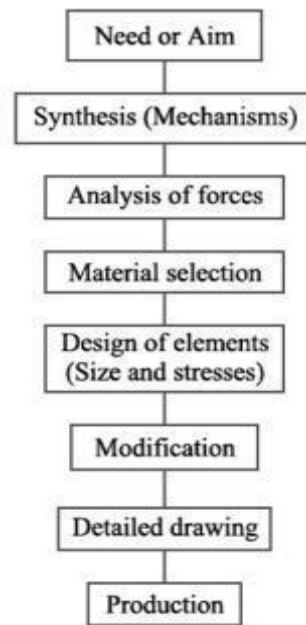 Need or Aim
Synthesis (Mechanisms)
Analysis of forces
Material selection
Design of elements
(Size and stresses)
Modification
Detailed drawing
Production